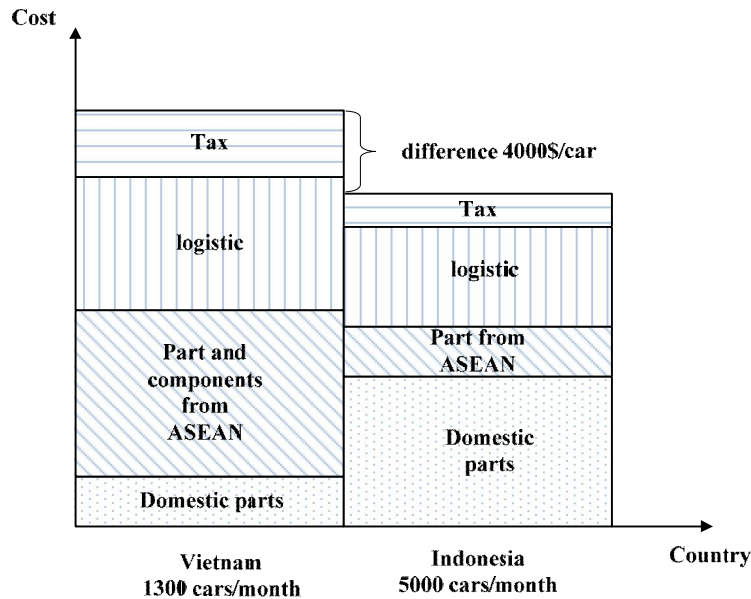 Cost
Tax
difference 4000$/car
Tax
logistic
logistic
Part and
components
from
ASEAN
Part from
ASEAN
Domestic
parts
Domestic parts
Vietnam
1300 cars/month
Indonesia
5000 cars/month
Country